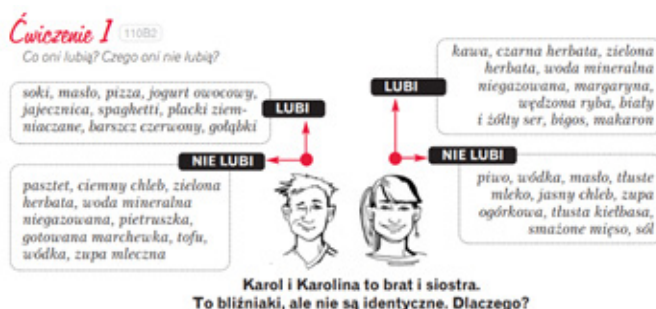 Ćwiczenie 1 110B2
Co oni lubią? Czego oni nie lubią?
soki, masło, pizza, jogurt owocowy,
jajecznica, spaghetti, placki ziem-
niaczane, barszcz czerwony, gołąbki
LUBI
NIE LUBI
pasztet, ciemny chleb, zielona
herbata, woda mineralna
niegazowana, pietruszka,
gotowana marchewka, tofu,
wódka, zupa mleczna
kawa, czarna herbata, zielona
herbata, woda mineralna
niegazowana, margaryna,
wędzona ryba, biały
i żółty ser, bigos, makaron
LUBI
NIE LUBI
piwo, wódka, masło, tłuste
mleko, jasny chleb, zupa
ogórkowa, tłusta kiełbasa,
smażone mięso, sól
Karol i Karolina to brat i siostra.
To bliźniaki, ale nie są identyczne. Dlaczego?